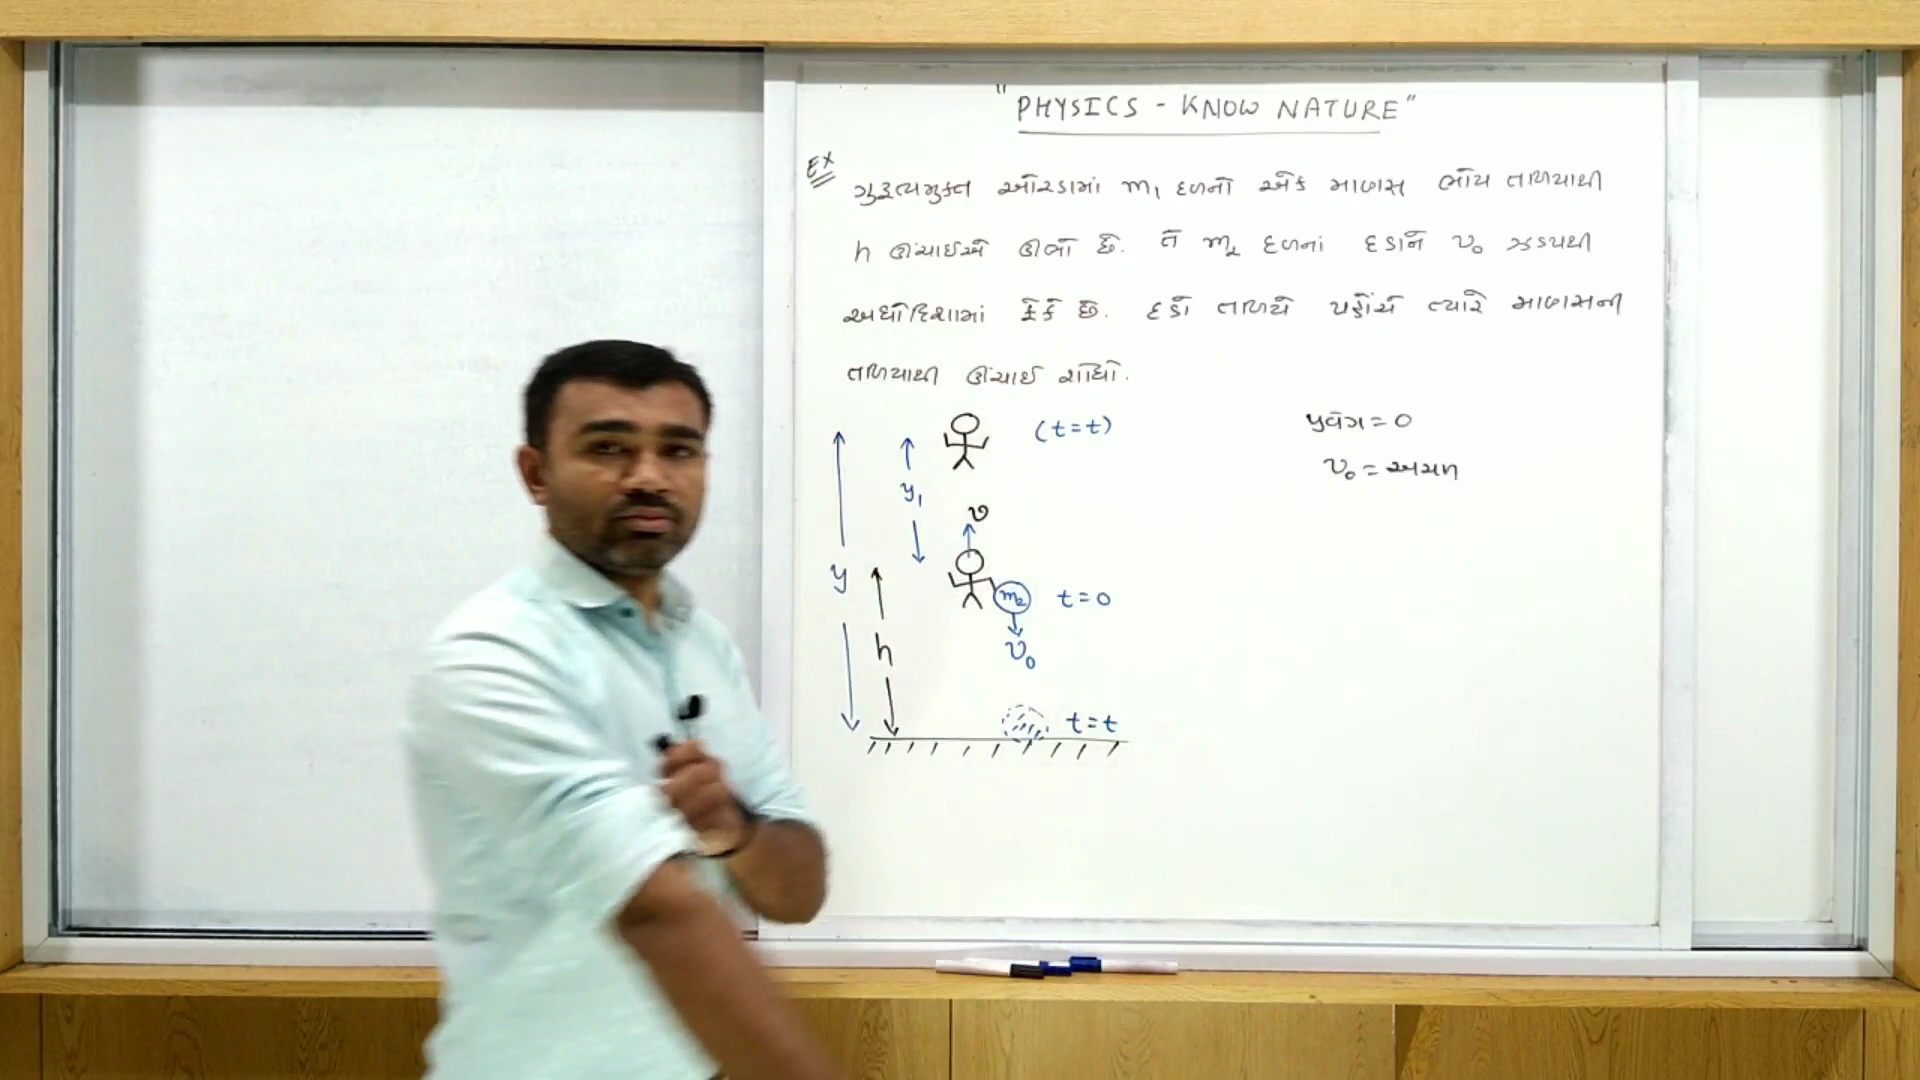 "PHYSICS - KNOW NATURE"
Ex
ગુરુત્વમુક્ત ઓરડામાં m₁ દળનો એક માણસ ભોંય તળિયાથી
h ઊંચાઈએ ઊભો છે. તે m₂ દળનાં દડાને v₀ ઝડપથી
અધોદિશામાં ફેંકે છે. દડો તળિયે પહોંચે ત્યારે માણસની
તળિયાથી ઊંચાઈ શોધો.
(t=t)
પ્રવેગ = 0
v₀ = અચળ
y₁
v
y
m₂ t=0
h
v₀
t=t